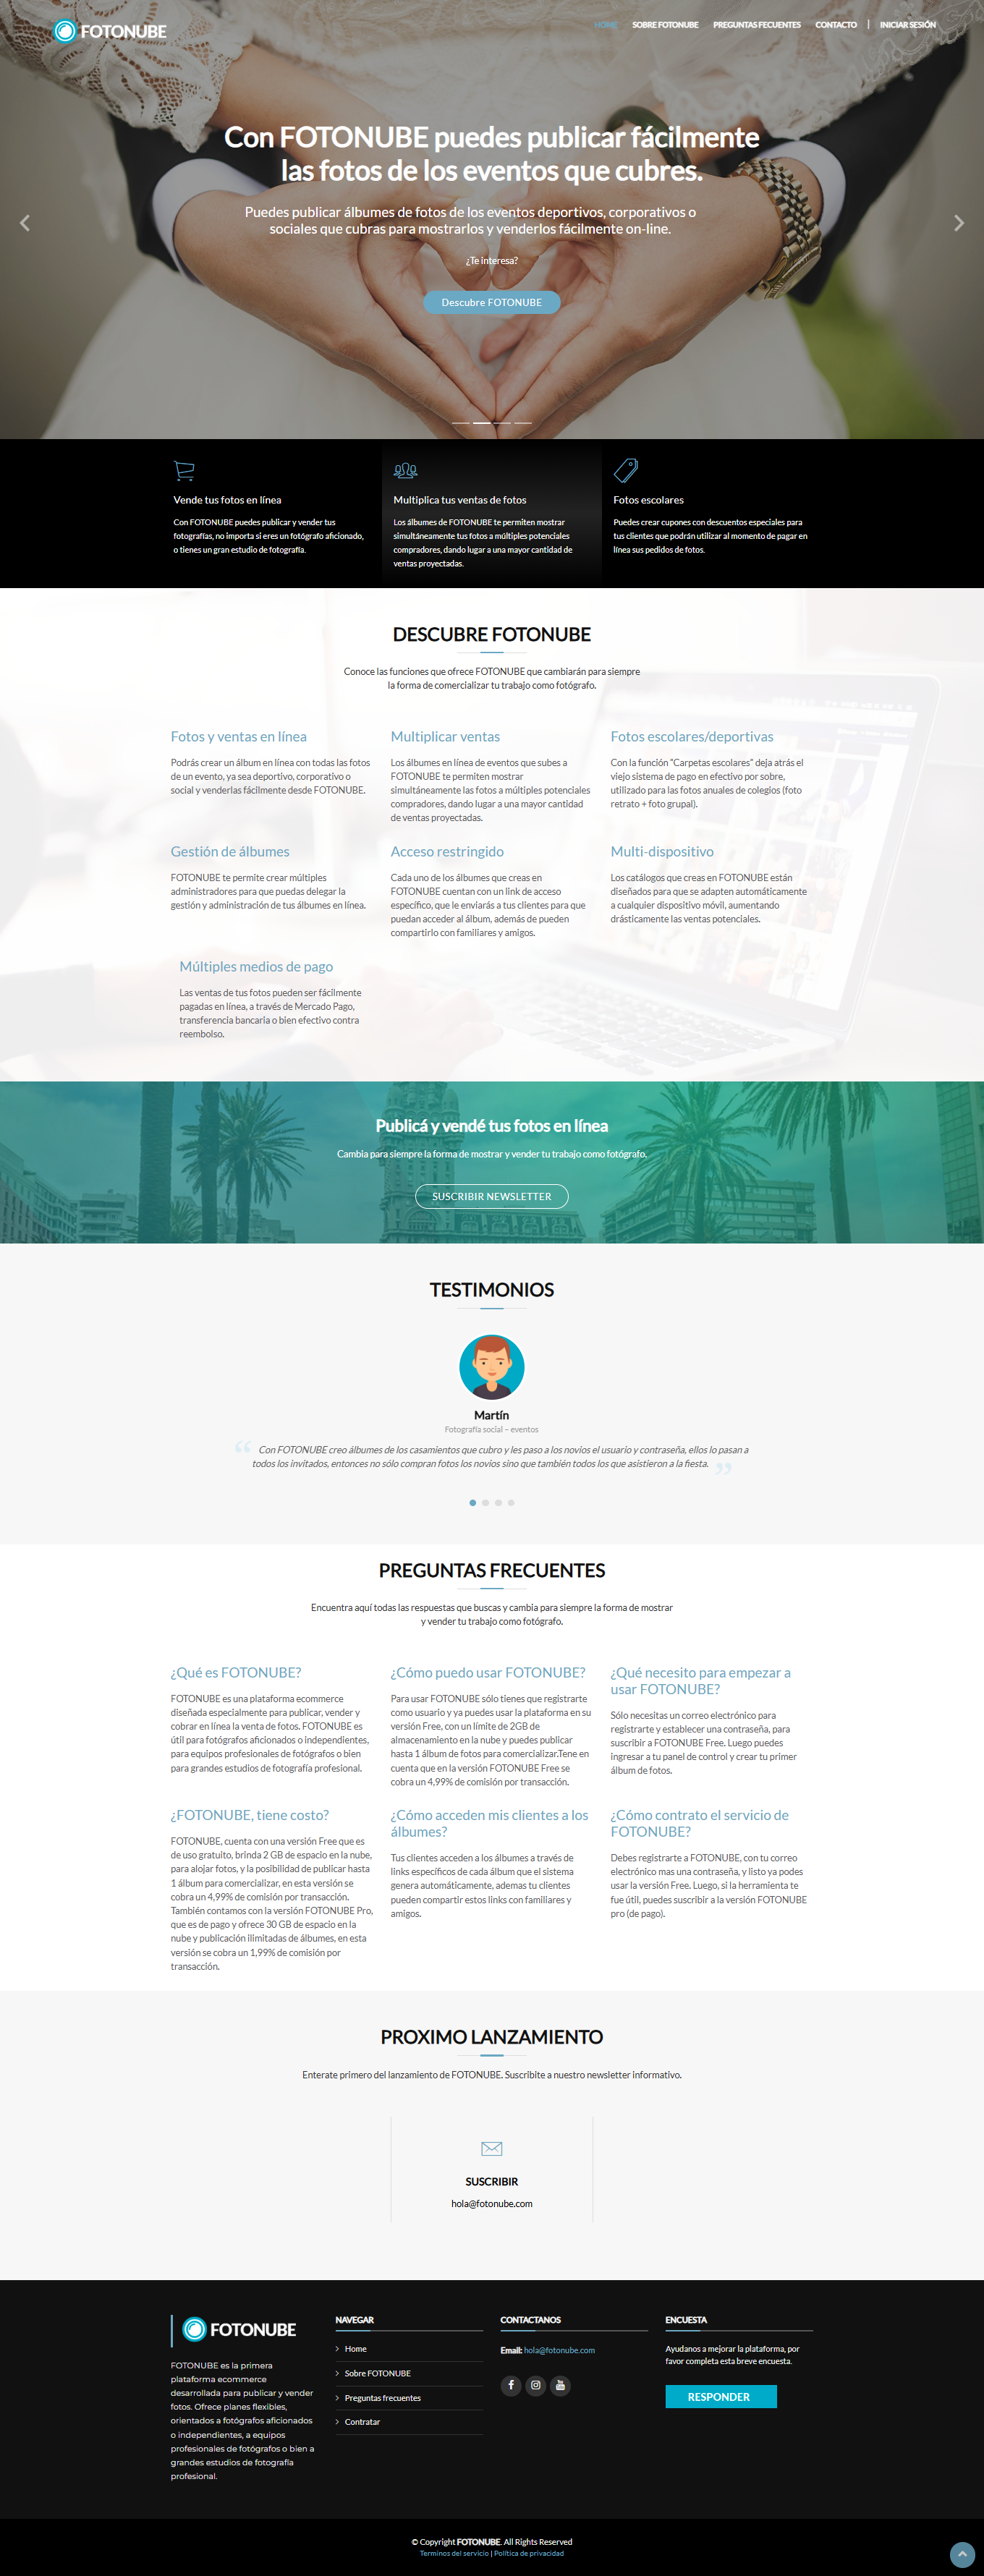 FOTONUBE
HOME
SOBRE FOTONUBE
PREGUNTAS FECUENTES
CONTACTO
|
INICIAR SESIÓN
Con FOTONUBE puedes publicar fácilmente
las fotos de los eventos que cubres.
Puedes publicar álbumes de fotos de los eventos deportivos, corporativos o
sociales que cubras para mostrarlos y venderlos fácilmente on-line.
¿Te interesa?
Descubre FOTONUBE
Vende tus fotos en línea
Con FOTONUBE puedes publicar y vender tus
fotografías, no importa si eres un fotógrafo aficionado,
o tienes un gran estudio de fotografía.
Multiplica tus ventas de fotos
Los álbumes de FOTONUBE te permiten mostrar
simultáneamente tus fotos a múltiples potenciales
compradores, dando lugar a una mayor cantidad de
ventas proyectadas.
Fotos escolares
Puedes crear cupones con descuentos especiales para
tus clientes que podrán utilizar al momento de pagar en
línea sus pedidos de fotos.
DESCUBRE FOTONUBE
Conoce las funciones que ofrece FOTONUBE que cambiarán para siempre
la forma de comercializar tu trabajo como fotógrafo.
Fotos y ventas en línea
Podrás crear un álbum en línea con todas las fotos
de un evento, ya sea deportivo, corporativo o
social y venderlas fácilmente desde FOTONUBE.
Multiplicar ventas
Los álbumes en línea de eventos que subes a
FOTONUBE te permiten mostrar
simultáneamente las fotos a múltiples potenciales
compradores, dando lugar a una mayor cantidad
de ventas proyectadas.
Fotos escolares/deportivas
Con la función "Carpetas escolares" deja atrás el
viejo sistema de pago en efectivo por sobre,
utilizado para las fotos anuales de colegios (foto
retrato + foto grupal).
Gestión de álbumes
FOTONUBE te permite crear múltiples
administradores para que puedas delegar la
gestión y administración de tus álbumes en línea.
Acceso restringido
Cada uno de los álbumes que creas en
FOTONUBE cuentan con un link de acceso
específico, que le enviarás a tus clientes para que
puedan acceder al álbum, además de pueden
compartirlo con familiares y amigos.
Multi-dispositivo
Los catálogos que creas en FOTONUBE están
diseñados para que se adapten automáticamente
a cualquier dispositivo móvil, aumentando
drásticamente las ventas potenciales.
Múltiples medios de pago
Las ventas de tus fotos pueden ser fácilmente
pagadas en línea, a través de Mercado Pago,
transferencia bancaria o bien efectivo contra
reembolso.
Publicá y vendé tus fotos en línea
Cambia para siempre la forma de mostrar y vender tu trabajo como fotógrafo.
SUSCRIBIR NEWSLETTER
TESTIMONIOS
Martín
Fotografía social – eventos
“ Con FOTONUBE creo álbumes de los casamientos que cubro y les paso a los novios el usuario y contraseña, ellos lo pasan a
todos los invitados, entonces no sólo compran fotos los novios sino que también todos los que asistieron a la fiesta. ”
PREGUNTAS FRECUENTES
Encuentra aquí todas las respuestas que buscas y cambia para siempre la forma de mostrar
y vender tu trabajo como fotógrafo.
¿Qué es FOTONUBE?
FOTONUBE es una plataforma ecommerce
diseñada especialmente para publicar, vender y
cobrar en línea la venta de fotos. FOTONUBE es
útil para fotógrafos aficionados o independientes,
para equipos profesionales de fotógrafos o bien
para grandes estudios de fotografía profesional.
¿Cómo puedo usar FOTONUBE?
Para usar FOTONUBE sólo tienes que registrarte
como usuario y ya puedes usar la plataforma en su
versión Free, con un límite de 2GB de
almacenamiento en la nube y puedes publicar
hasta 1 álbum de fotos para comercializar.Tene en
cuenta que en la versión FOTONUBE Free se
cobra un 4,99% de comisión por transacción.
¿Qué necesito para empezar a
usar FOTONUBE?
Sólo necesitas un correo electrónico para
registrarte y establecer una contraseña, para
suscribir a FOTONUBE Free. Luego puedes
ingresar a tu panel de control y crear tu primer
álbum de fotos.
¿FOTONUBE, tiene costo?
FOTONUBE, cuenta con una versión Free que es
de uso gratuito, brinda 2 GB de espacio en la nube,
para alojar fotos, y la posibilidad de publicar hasta
1 álbum para comercializar, en esta versión se
cobra un 4,99% de comisión por transacción.
También contamos con la versión FOTONUBE Pro,
que es de pago y ofrece 30 GB de espacio en la
nube y publicación ilimitadas de álbumes, en esta
versión se cobra un 1,99% de comisión por
transacción.
¿Cómo acceden mis clientes a los
álbumes?
Tus clientes acceden a los álbumes a través de
links específicos de cada álbum que el sistema
genera automáticamente, ademas tu clientes
pueden compartir estos links con familiares y
amigos.
¿Cómo contrato el servicio de
FOTONUBE?
Debes registrarte a FOTONUBE, con tu correo
electrónico mas una contraseña, y listo ya podes
usar la versión Free. Luego, si la herramienta te
fue útil, puedes suscribir a la versión FOTONUBE
pro (de pago).
PROXIMO LANZAMIENTO
Enterate primero del lanzamiento de FOTONUBE. Suscribite a nuestro newsletter informativo.
SUSCRIBIR
hola@fotonube.com
FOTONUBE
FOTONUBE es la primera
plataforma ecommerce
desarrollada para publicar y vender
fotos. Ofrece planes flexibles,
orientados a fotógrafos aficionados
o independientes, a equipos
profesionales de fotógrafos o bien a
grandes estudios de fotografía
profesional.
NAVEGAR
Home
Sobre FOTONUBE
Preguntas frecuentes
Contratar
CONTACTANOS
Email: hola@fotonube.com
ENCUESTA
Ayudanos a mejorar la plataforma, por
favor completa esta breve encuesta.
RESPONDER
© Copyright FOTONUBE. All Rights Reserved
Terminos del servicio | Política de privacidad